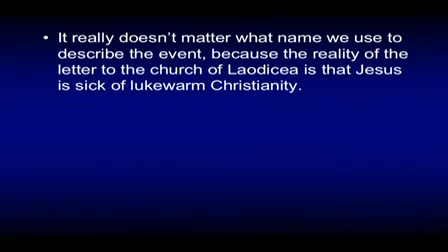 • It really doesn't matter what name we use to
describe the event, because the reality of the
letter to the church of Laodicea is that Jesus
is sick of lukewarm Christianity.